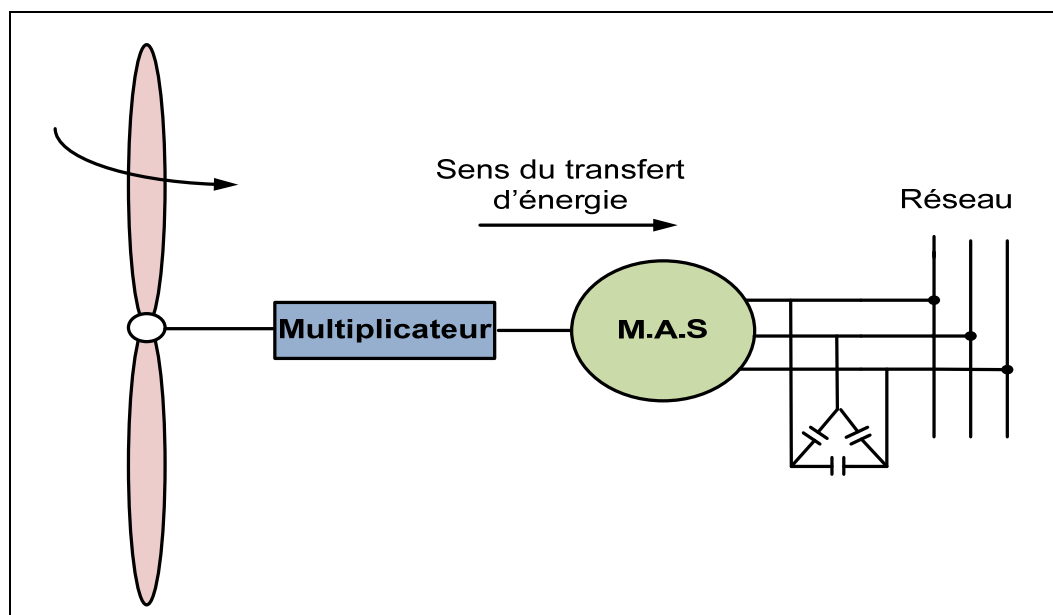 Sens du transfert
d’énergie
Réseau
Multiplicateur
M.A.S